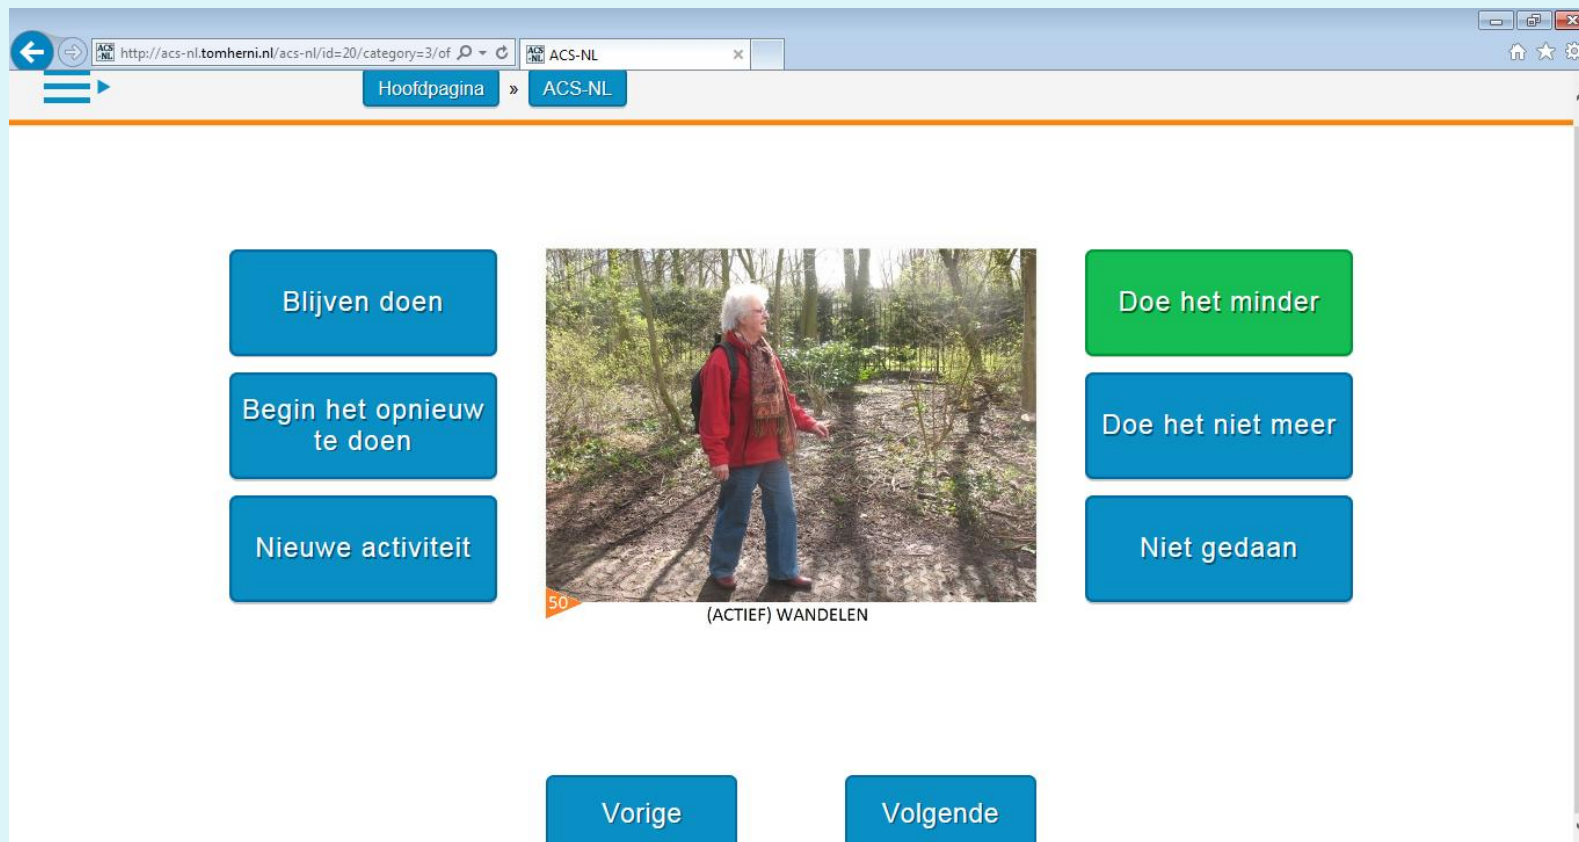 http://acs-nl.tomherni.nl/acs-nl/id=20/category=3/of
ACS-NL
Hoofdpagina » ACS-NL
Blijven doen
Begin het opnieuw
te doen
Nieuwe activiteit
50
(ACTIEF) WANDELEN
Doe het minder
Doe het niet meer
Niet gedaan
Vorige
Volgende